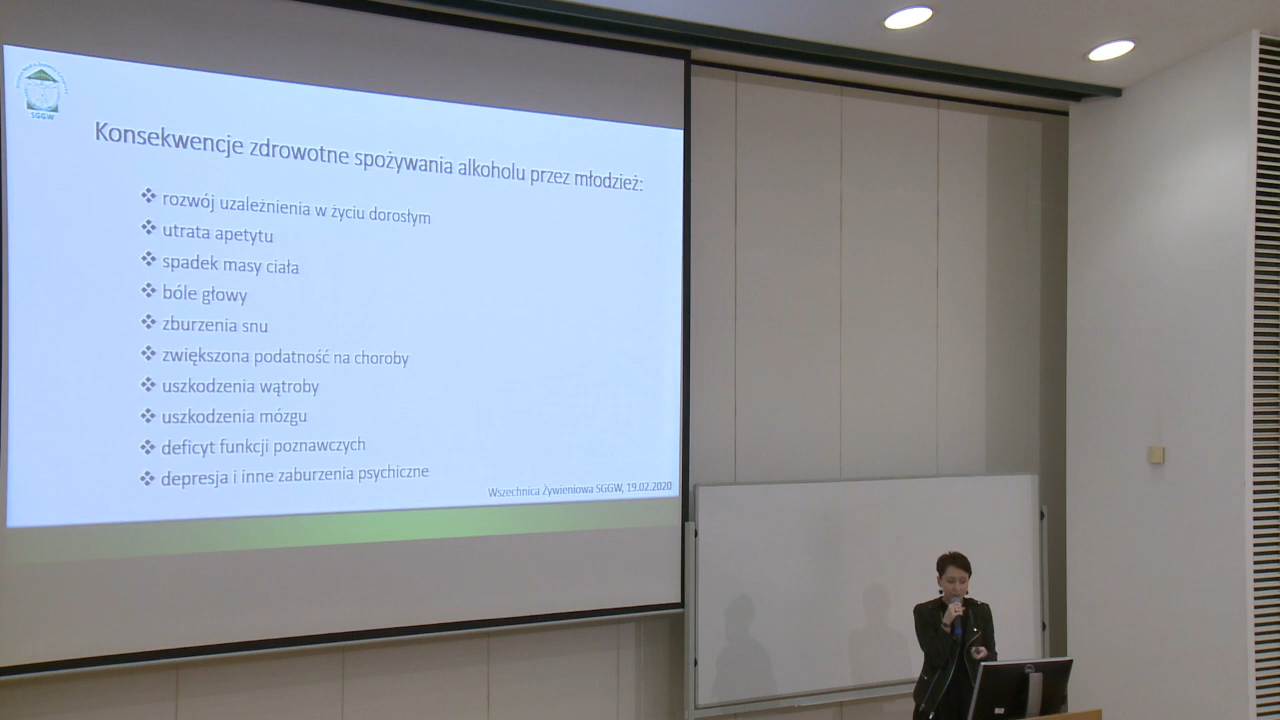 SGGW
Konsekwencje zdrowotne spożywania alkoholu przez młodzież:
❖ rozwój uzależnienia w życiu dorosłym
❖ utrata apetytu
❖ spadek masy ciała
❖ bóle głowy
❖ zburzenia snu
❖ zwiększona podatność na choroby
❖ uszkodzenia wątroby
❖ uszkodzenia mózgu
❖ deficyt funkcji poznawczych
❖ depresja i inne zaburzenia psychiczne
Wszechnica Żywieniowa SGGW, 19.02.2020